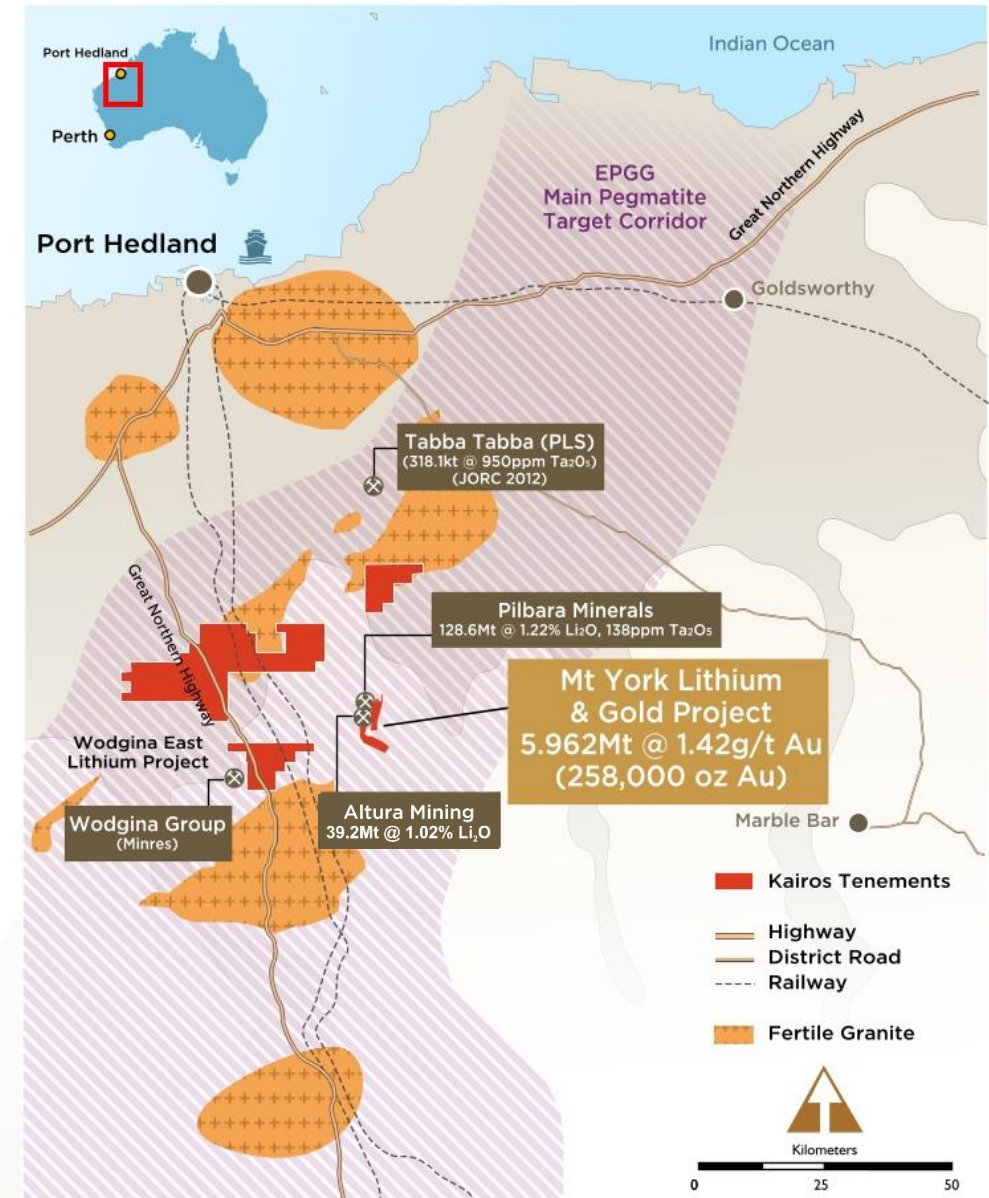 Port Hedland
Perth
Indian Ocean
EPGG
Main Pegmatite
Target Corridor
Great Northern Highway
Port Hedland
Goldsworthy
Tabba Tabba (PLS)
(318.1kt @ 950ppm Ta₂O₅)
(JORC 2012)
Great Northern Highway
Pilbara Minerals
128.6Mt @ 1.22% Li₂O, 138ppm Ta₂O₅
Mt York Lithium
& Gold Project
5.962Mt @ 1.42g/t Au
(258,000 oz Au)
Wodgina East
Lithium Project
Wodgina Group
(Minres)
Altura Mining
39.2Mt @ 1.02% Li₂O
Marble Bar
Kairos Tenements
Highway
District Road
Railway
Fertile Granite
Kilometers
0 25 50